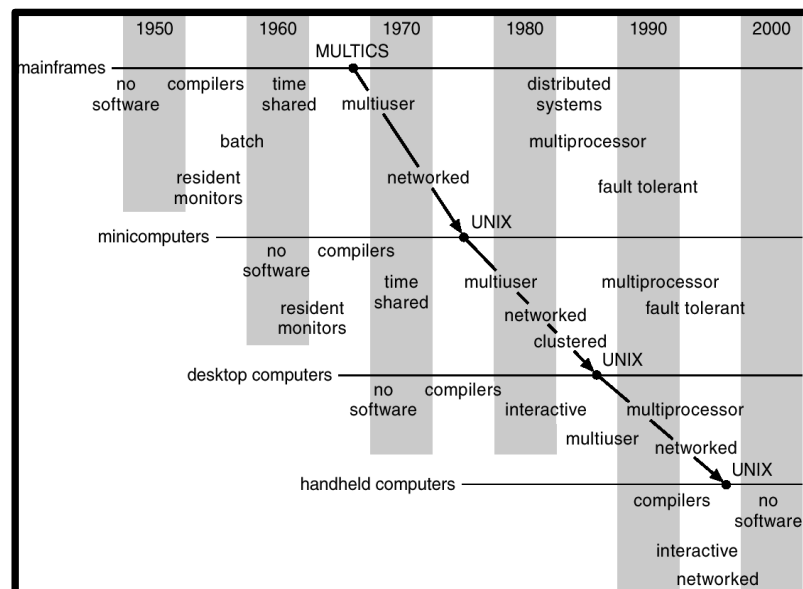 1950 1960 1970 1980 1990 2000
MULTICS
mainframes
no software
compilers
time shared
multiuser
distributed systems
batch
multiprocessor
resident monitors
networked
fault tolerant
UNIX
minicomputers
no software
compilers
time shared
multiuser
multiprocessor
resident monitors
networked
fault tolerant
clustered
UNIX
desktop computers
no software
compilers
interactive
multiprocessor
multiuser
networked
UNIX
handheld computers
compilers
no software
interactive
networked